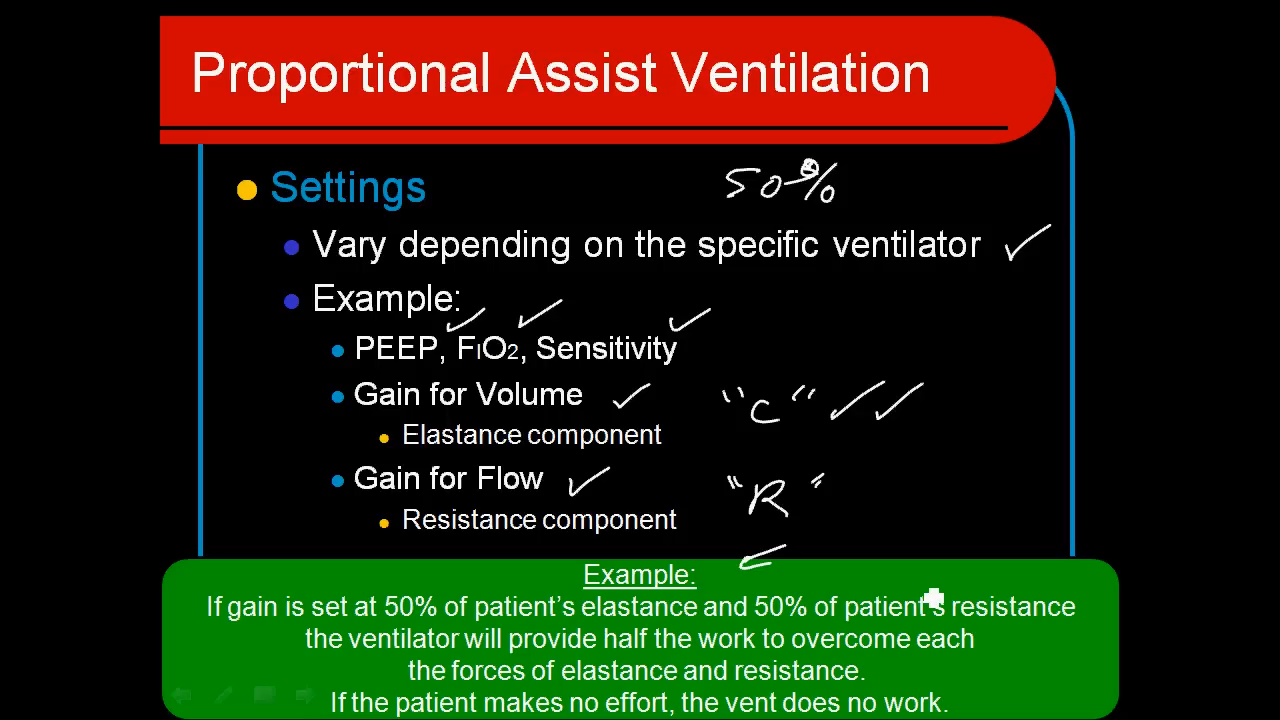 Proportional Assist Ventilation
Settings
50%
Vary depending on the specific ventilator
Example:
PEEP, FIO2, Sensitivity
Gain for Volume
"C"
Elastance component
Gain for Flow
"R"
Resistance component
Example:
If gain is set at 50% of patient's elastance and 50% of patient's resistance
the ventilator will provide half the work to overcome each
the forces of elastance and resistance.
If the patient makes no effort, the vent does no work.